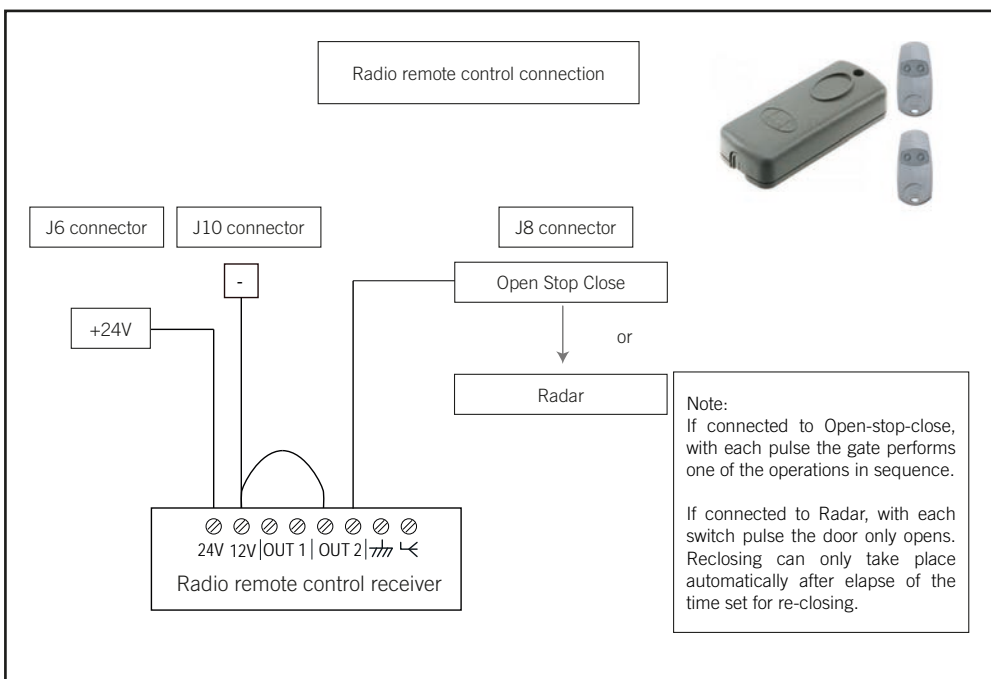 Radio remote control connection
J6 connector
J10 connector
J8 connector
-
Open Stop Close
+24V
or
Radar
Note:
If connected to Open-stop-close,
with each pulse the gate performs
one of the operations in sequence.
If connected to Radar, with each
switch pulse the door only opens.
Reclosing can only take place
automatically after elapse of the
time set for re-closing.
24V 12V|OUT 1| OUT 2|
Radio remote control receiver